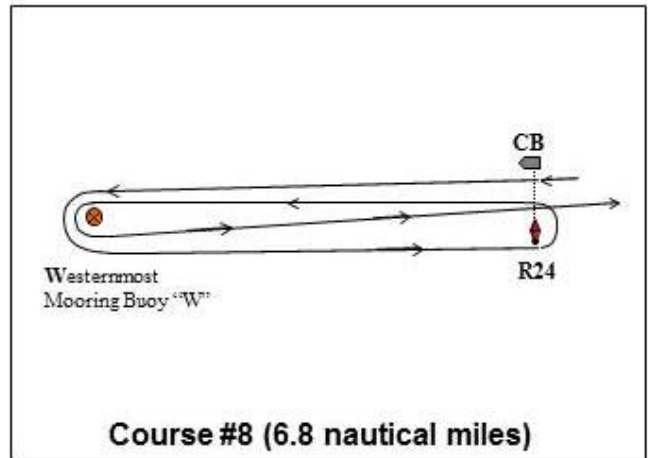 CB
R24
Westernmost
Mooring Buoy “W”
Course #8 (6.8 nautical miles)